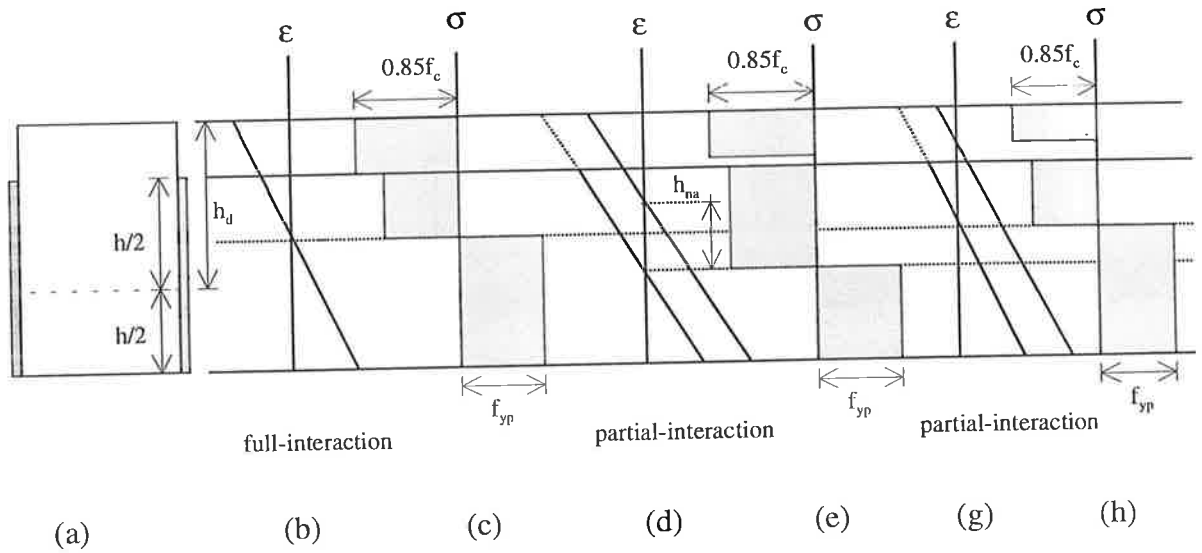 ε
σ
ε
σ
ε
σ
0.85f_c
0.85f_c
0.85f_c
h_d
h_na
h/2
h/2
f_yp
f_yp
f_yp
full-interaction
partial-interaction
partial-interaction
(a)
(b)
(c)
(d)
(e)
(g)
(h)